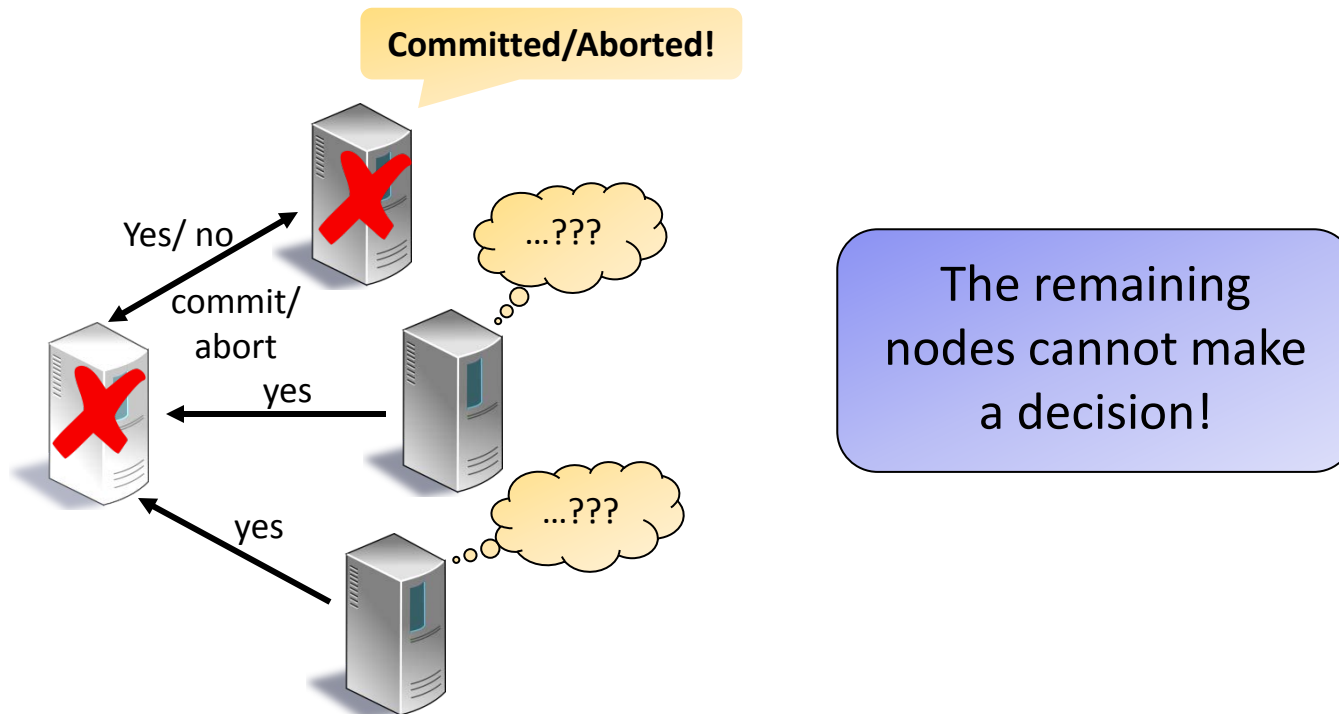 Committed/Aborted!
...???
Yes/ no
commit/
abort
yes
...???
yes
The remaining
nodes cannot make
a decision!